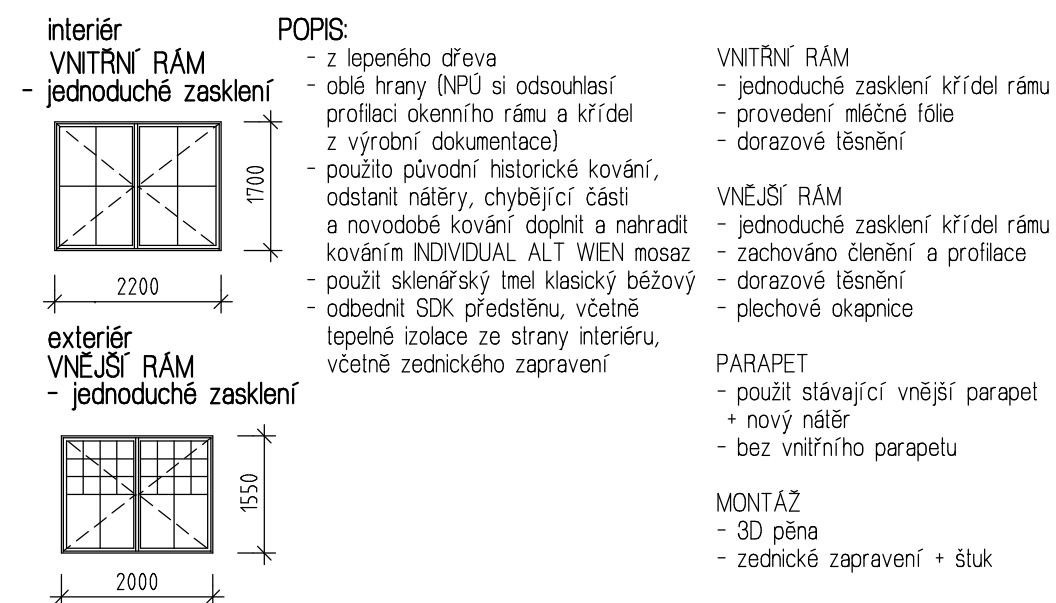 interiér
VNITŘNÍ RÁM
- jednoduché zasklení
1700
2200
exteriér
VNĚJŠÍ RÁM
- jednoduché zasklení
1550
2000
POPIS:
- z lepeného dřeva
- oblé hrany (NPÚ si odsouhlasí
profilaci okenního rámu a křídel
z výrobní dokumentace)
- použito původní historické kování,
odstanit nátěry, chybějící části
a novodobé kování doplnit a nahradit
kováním INDIVIDUAL ALT WIEN mosaz
- použit sklenářský tmel klasický béžový
- odbednit SDK předstěnu, včetně
tepelné izolace ze strany interiéru,
včetně zednického zapravení
VNITŘNÍ RÁM
- jednoduché zasklení křídel rámu
- provedení mléčné fólie
- dorazové těsnění
VNĚJŠÍ RÁM
- jednoduché zasklení křídel rámu
- zachováno členění a profilace
- dorazové těsnění
- plechové okapnice
PARAPET
- použit stávající vnější parapet
+ nový nátěr
- bez vnitřního parapetu
MONTÁŽ
- 3D pěna
- zednické zapravení + štuk